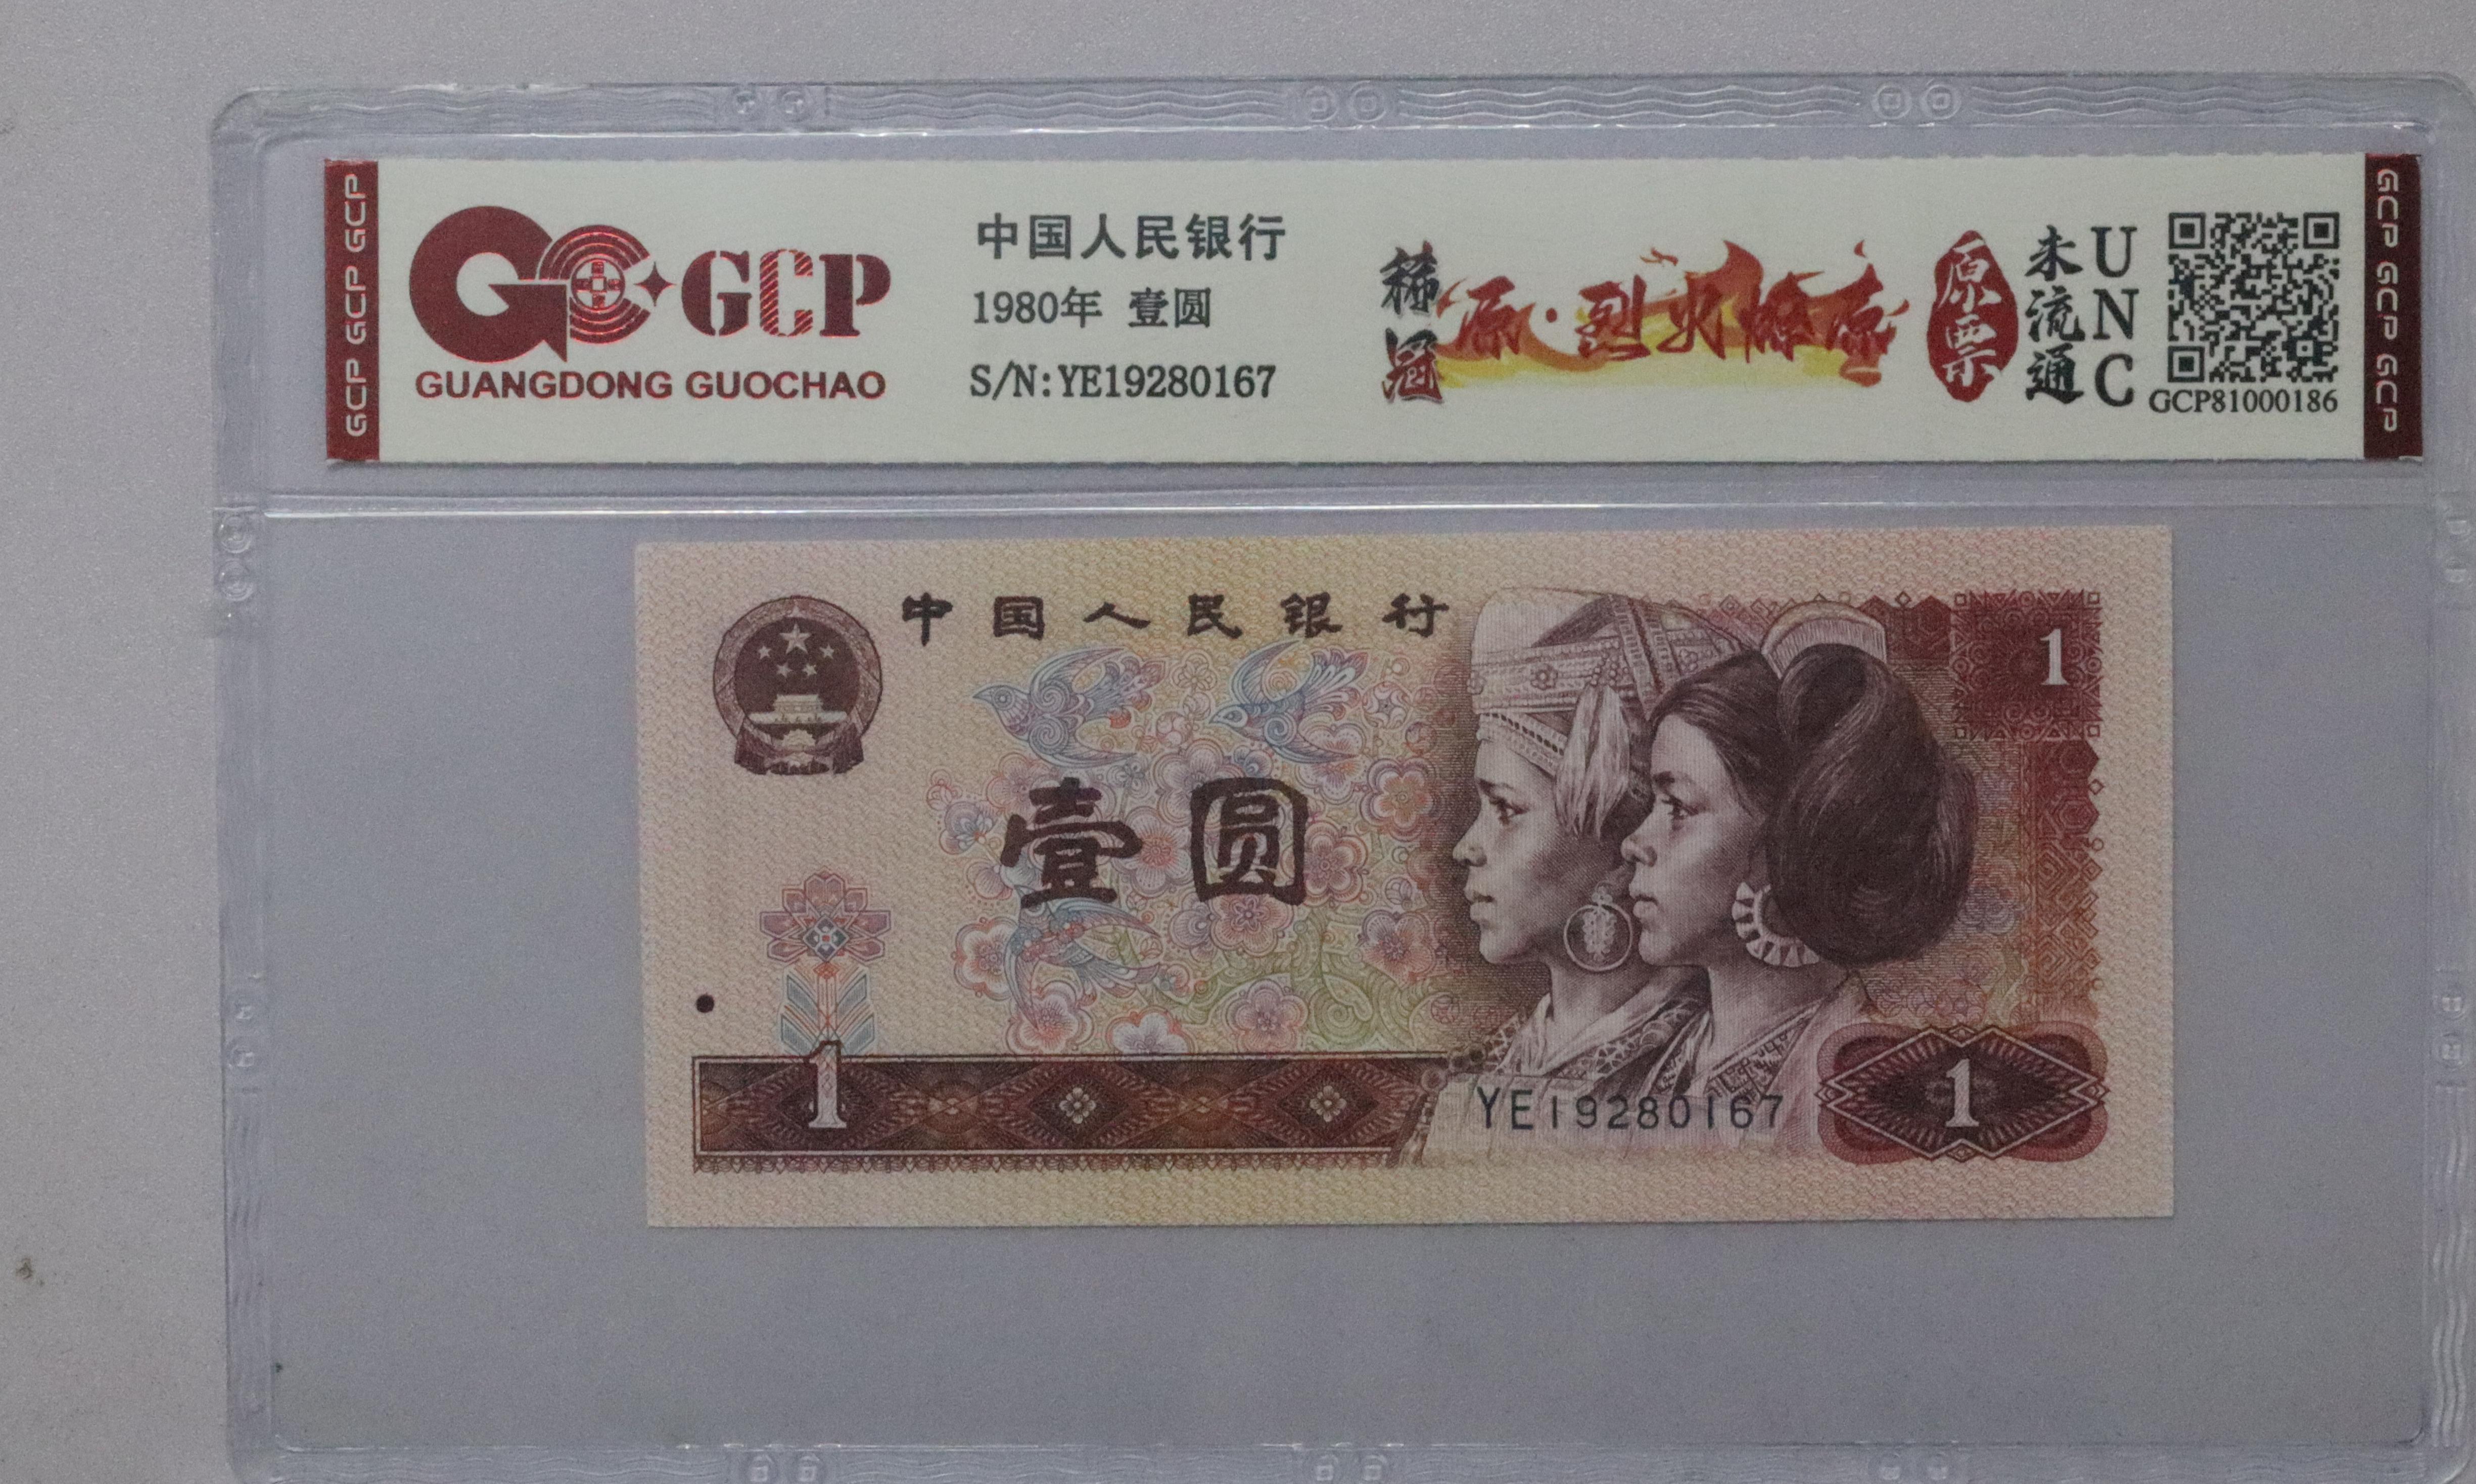 GCP GCP GCP
GCP
GUANGDONG GUOCHAO
中国人民银行
1980年 壹圆
S/N:YE19280167
稀冠
原·烈火燎原
原票
未流通
UNC
GCP81000186
GCP GCP GCP
中国人民银行
1
壹圆
1
YE19280167
1